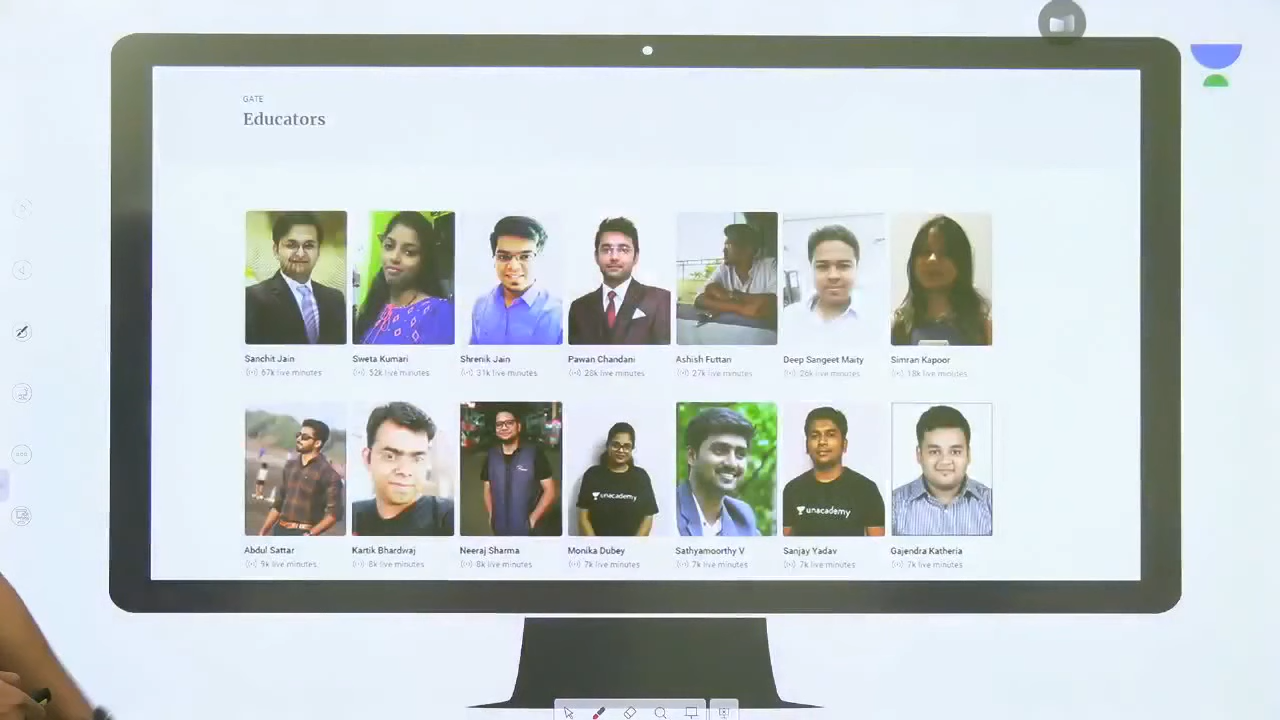 GATE
Educators
Sanchit Jain
67k live minutes
Sweta Kumari
52k live minutes
Shrenik Jain
31k live minutes
Pawan Chandani
28k live minutes
Ashish Futtan
27k live minutes
Deep Sangeet Maity
26k live minutes
Simran Kapoor
18k live minutes
unacademy
unacademy
Abdul Sattar
9k live minutes
Kartik Bhardwaj
8k live minutes
Neeraj Sharma
8k live minutes
Monika Dubey
7k live minutes
Sathyamoorthy V
7k live minutes
Sanjay Yadav
7k live minutes
Gajendra Katheria
7k live minutes